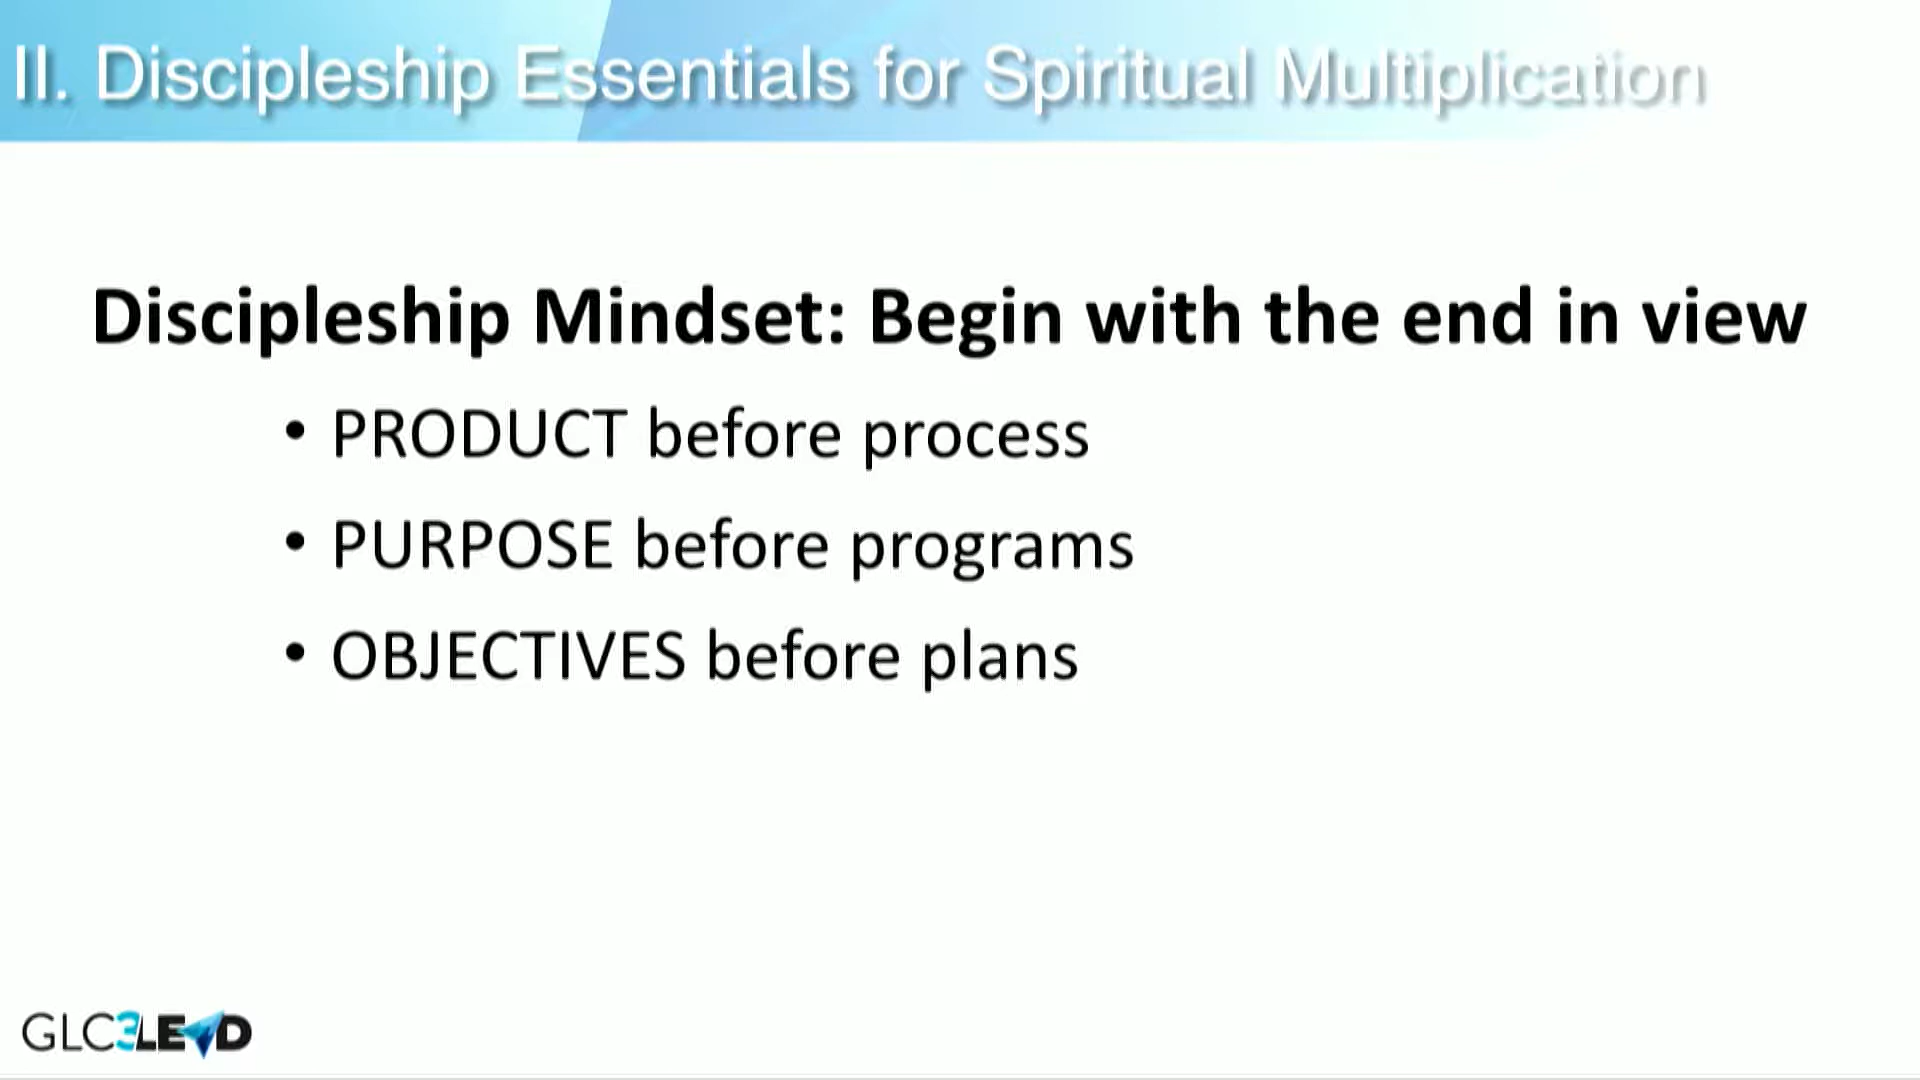 II. Discipleship Essentials for Spiritual Multiplication
Discipleship Mindset: Begin with the end in view
• PRODUCT before process
• PURPOSE before programs
• OBJECTIVES before plans
GLC3LEAD